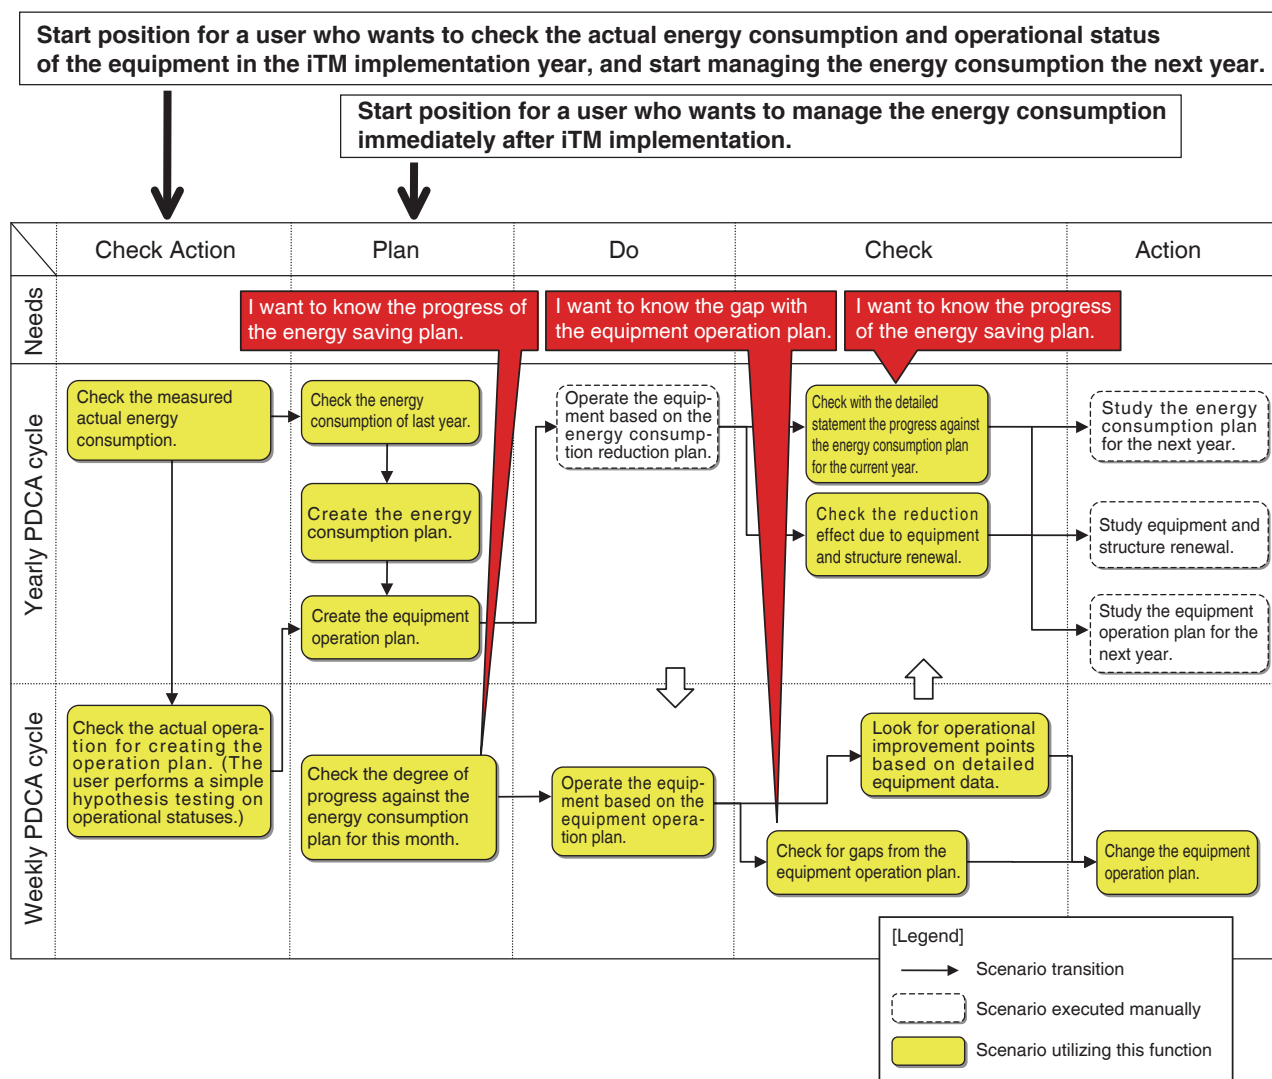 Start position for a user who wants to check the actual energy consumption and operational status
of the equipment in the iTM implementation year, and start managing the energy consumption the next year.
Start position for a user who wants to manage the energy consumption
immediately after iTM implementation.
Check Action
Plan
Do
Check
Action
Needs
I want to know the progress of
the energy saving plan.
I want to know the gap with
the equipment operation plan.
I want to know the progress
of the energy saving plan.
Yearly PDCA cycle
Check the measured
actual energy
consumption.
Check the energy
consumption of last year.
Create the energy
consumption plan.
Create the equipment
operation plan.
Operate the equip-
ment based on the
energy consump-
tion reduction plan.
Check with the detailed
statement the progress against
the energy consumption plan
for the current year.
Check the reduction
effect due to equipment
and structure renewal.
Study the energy
consumption plan
for the next year.
Study equipment and
structure renewal.
Study the equipment
operation plan for the
next year.
Weekly PDCA cycle
Check the actual opera-
tion for creating the
operation plan. (The
user performs a simple
hypothesis testing on
operational statuses.)
Check the degree of
progress against the
energy consumption
plan for this month.
Operate the equip-
ment based on the
equipment opera-
tion plan.
Look for operational
improvement points
based on detailed
equipment data.
Check for gaps from the
equipment operation plan.
Change the equipment
operation plan.
[Legend]
Scenario transition
Scenario executed manually
Scenario utilizing this function